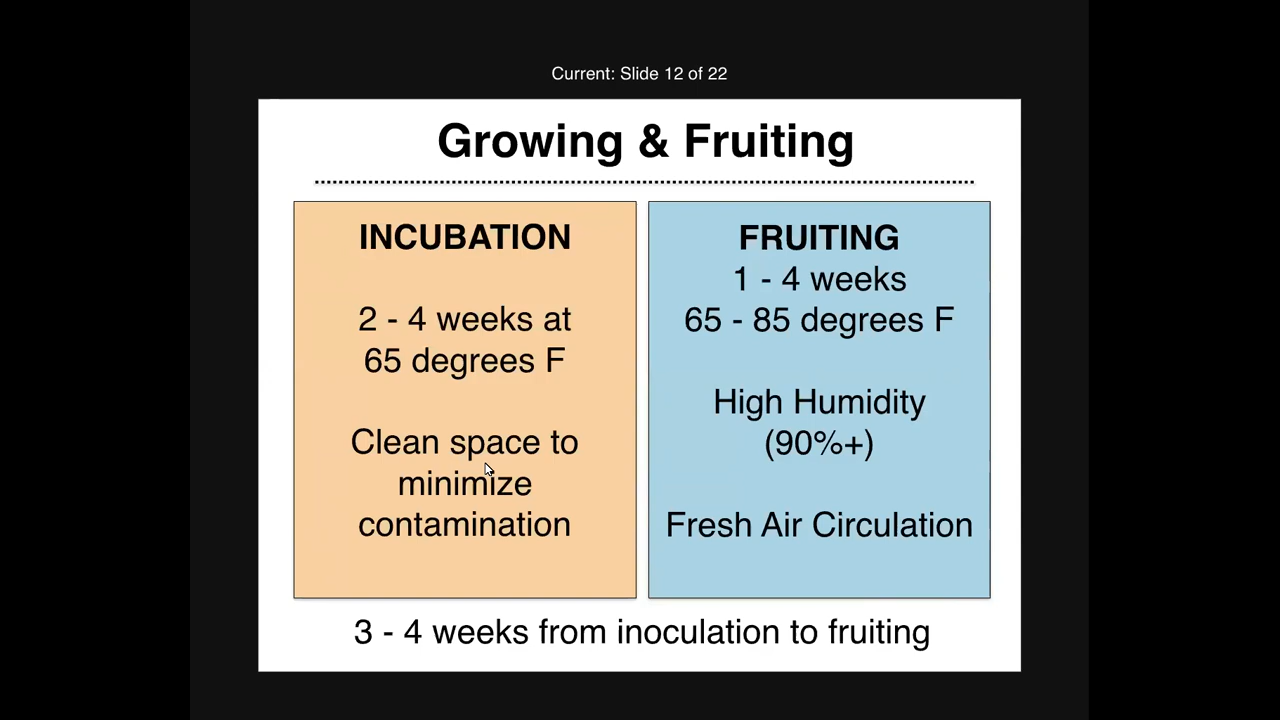 Current: Slide 12 of 22
Growing & Fruiting
INCUBATION
2 - 4 weeks at
65 degrees F
Clean space to
minimize
contamination
FRUITING
1 - 4 weeks
65 - 85 degrees F
High Humidity
(90%+)
Fresh Air Circulation
3 - 4 weeks from inoculation to fruiting